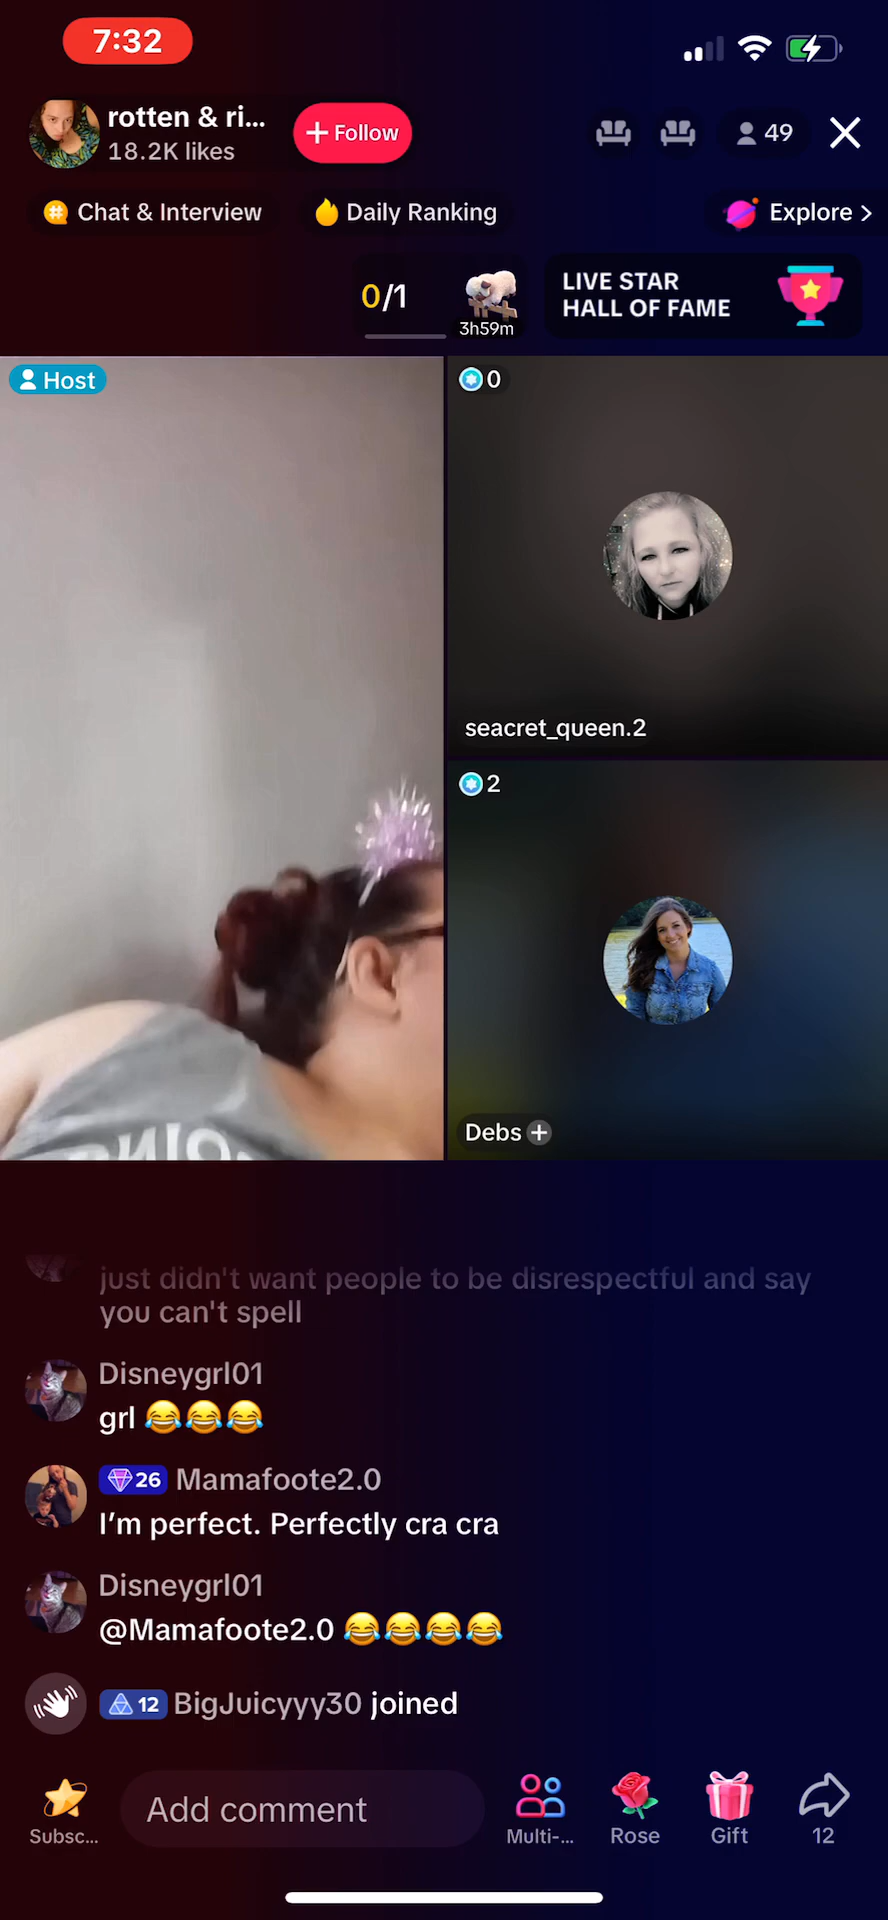 7:32
rotten & ri...
18.2K likes
+ Follow
49
Chat & Interview
Daily Ranking
Explore >
0/1
3h59m
LIVE STAR
HALL OF FAME
Host
0
seacret_queen.2
2
Debs +
just didn't want people to be disrespectful and say
you can't spell
Disneygrl01
grl 😂😂😂
26 Mamafoote2.0
I'm perfect. Perfectly cra cra
Disneygrl01
@Mamafoote2.0 😂😂😂😂
12 BigJuicyyy30 joined
Add comment
Subsc...
Multi-...
Rose
Gift
12